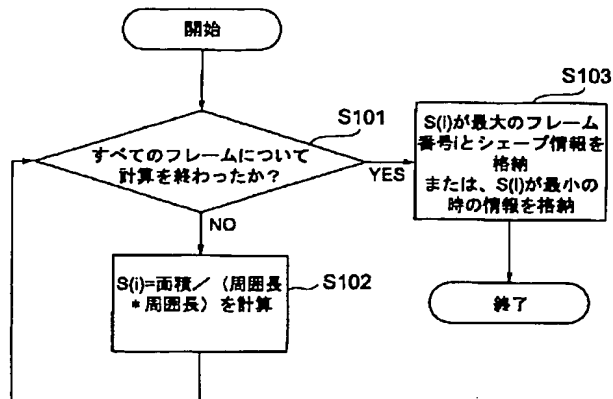 開始
S101
すべてのフレームについて
計算を終わったか?
YES
NO
S102
S(i)=面積/(周囲長
*周囲長)を計算
S103
S(i)が最大のフレーム
番号iとシェープ情報を
格納
または、S(i)が最小の
時の情報を格納
終了